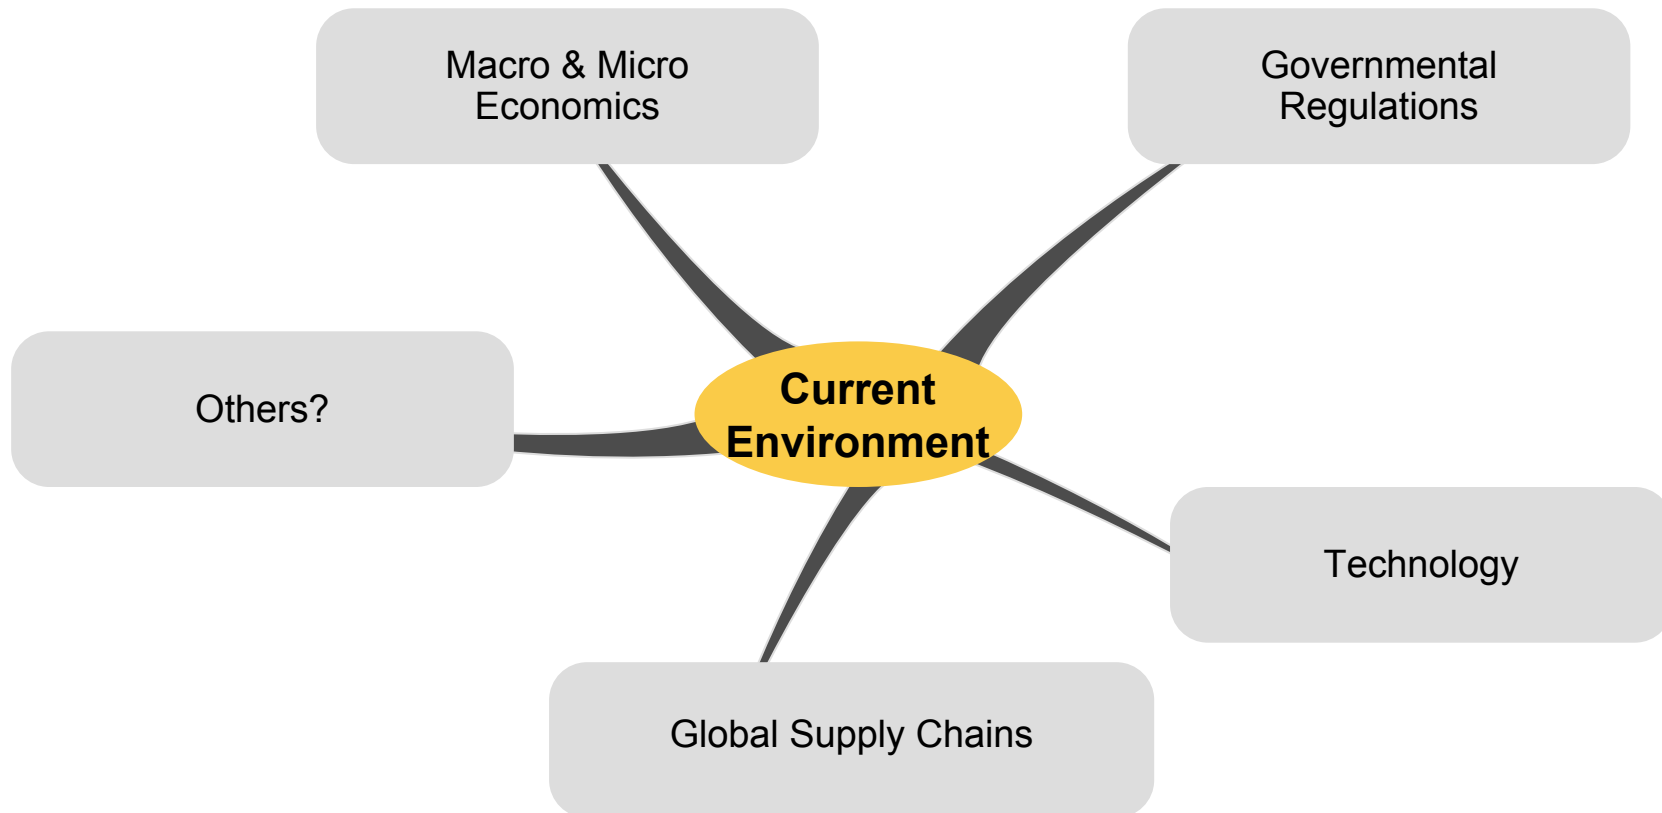 Macro & Micro
Economics
Governmental
Regulations
Others?
Current
Environment
Technology
Global Supply Chains